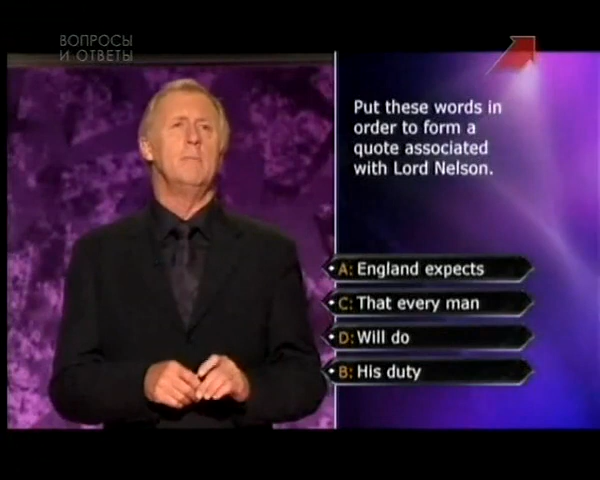 ВОПРОСЫ
И ОТВЕТЫ
Put these words in
order to form a
quote associated
with Lord Nelson.
A: England expects
C: That every man
D: Will do
B: His duty